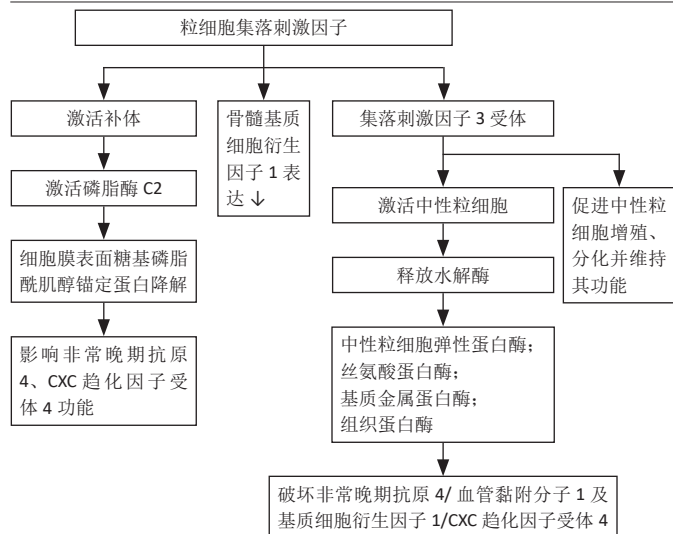 粒细胞集落刺激因子
激活补体
激活磷脂酶 C2
细胞膜表面糖基磷脂
酰肌醇锚定蛋白降解
影响非常晚期抗原
4、CXC 趋化因子受
体 4 功能
骨髓基质
细胞衍生
因子 1 表
达 ↓
集落刺激因子 3 受体
激活中性粒细胞
释放水解酶
中性粒细胞弹性蛋白酶；
丝氨酸蛋白酶；
基质金属蛋白酶；
组织蛋白酶
破坏非常晚期抗原 4/ 血管黏附分子 1 及
基质细胞衍生因子 1/CXC 趋化因子受体 4
促进中性粒
细胞增殖、
分化并维持
其功能